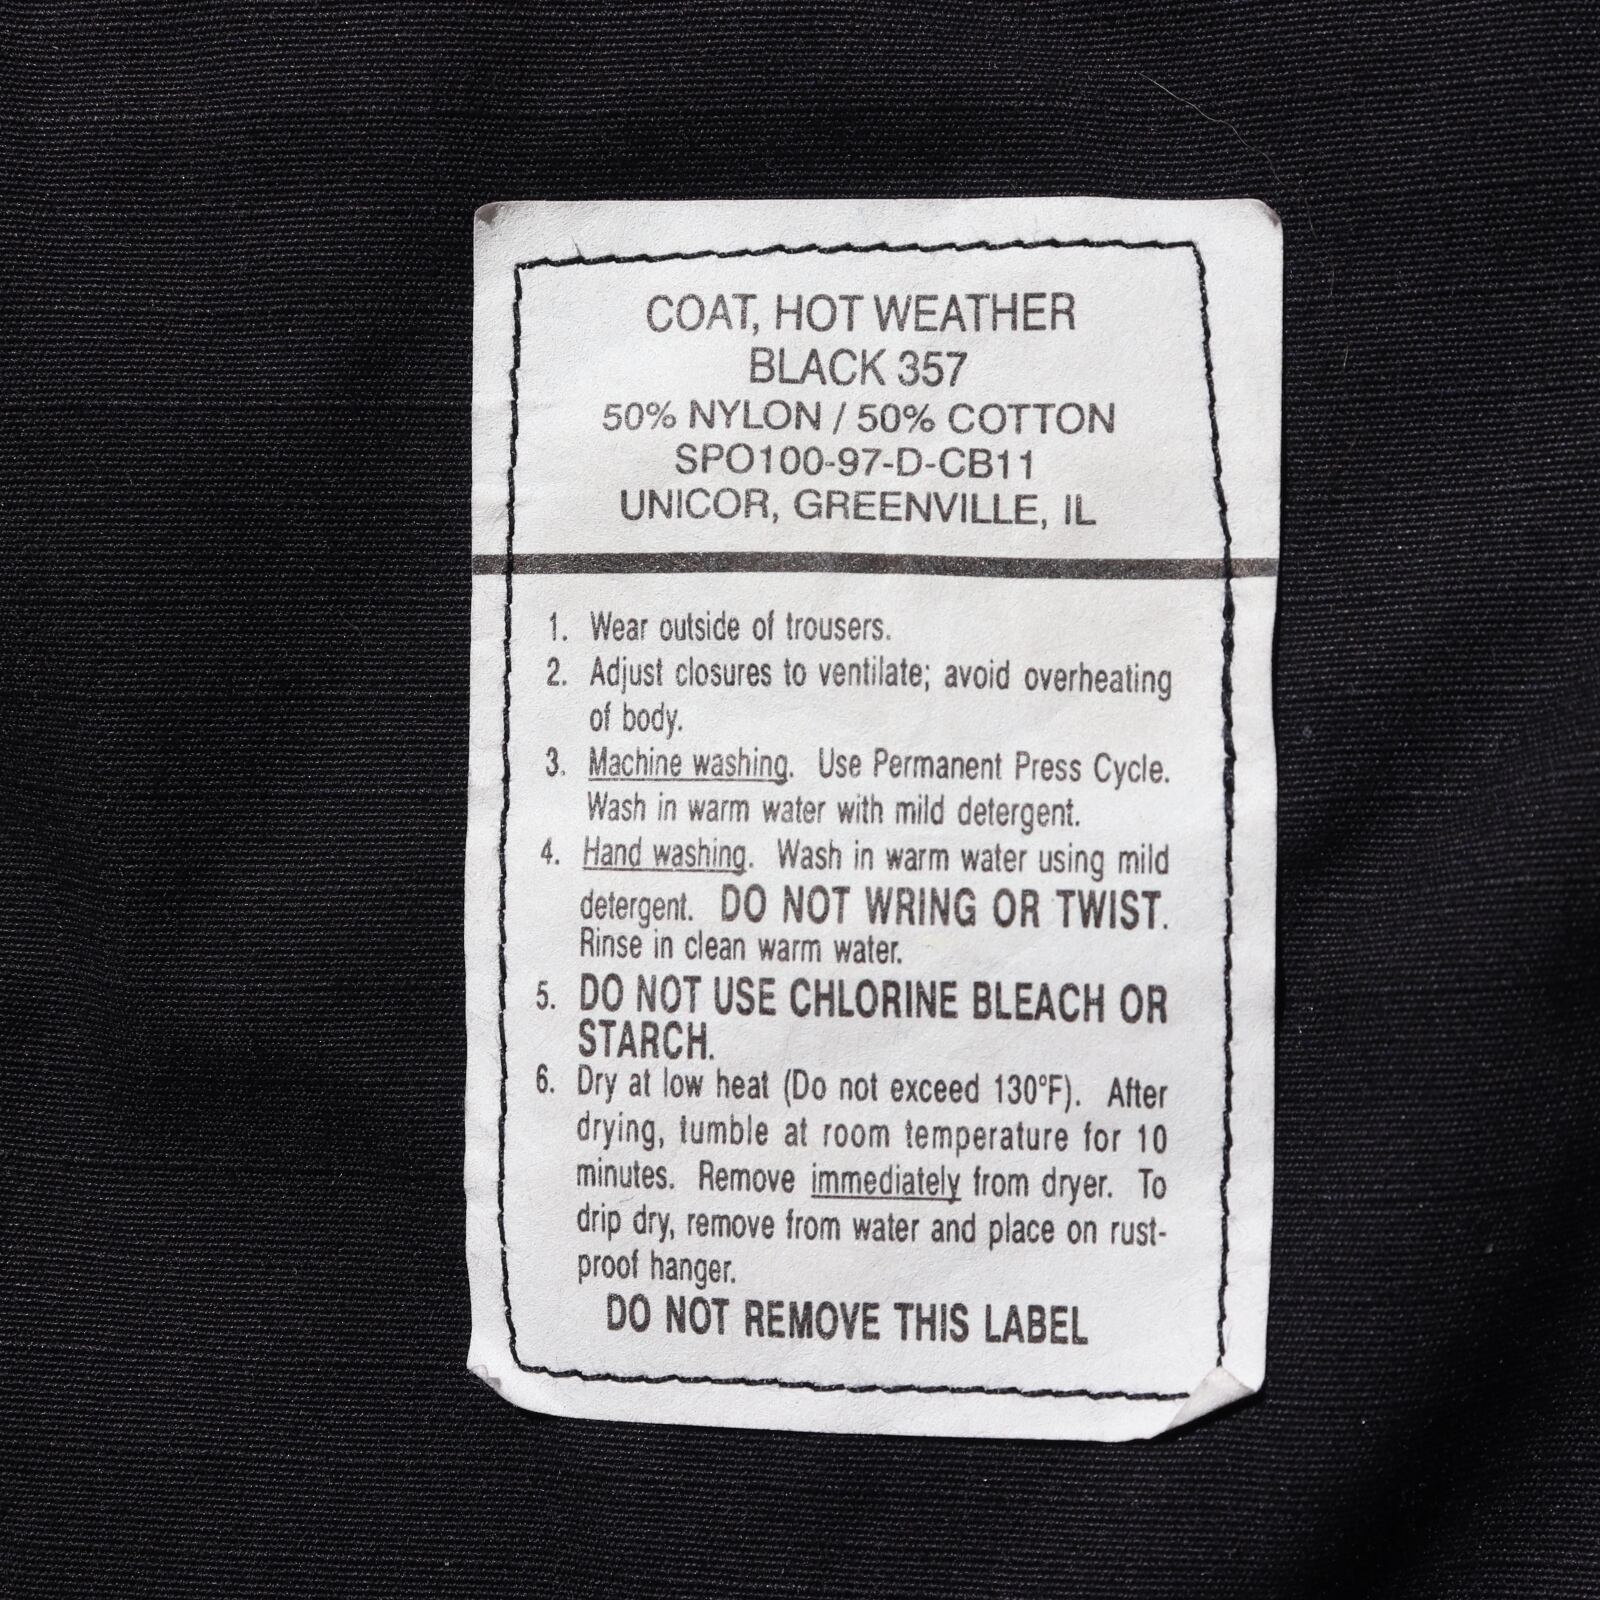 COAT, HOT WEATHER
BLACK 357
50% NYLON / 50% COTTON
SPO100-97-D-CB11
UNICOR, GREENVILLE, IL
1. Wear outside of trousers.
2. Adjust closures to ventilate; avoid overheating
of body.
3. Machine washing. Use Permanent Press Cycle.
Wash in warm water with mild detergent.
4. Hand washing. Wash in warm water using mild
detergent. DO NOT WRING OR TWIST.
Rinse in clean warm water.
5. DO NOT USE CHLORINE BLEACH OR
STARCH.
6. Dry at low heat (Do not exceed 130°F). After
drying, tumble at room temperature for 10
minutes. Remove immediately from dryer. To
drip dry, remove from water and place on rust-
proof hanger.
DO NOT REMOVE THIS LABEL